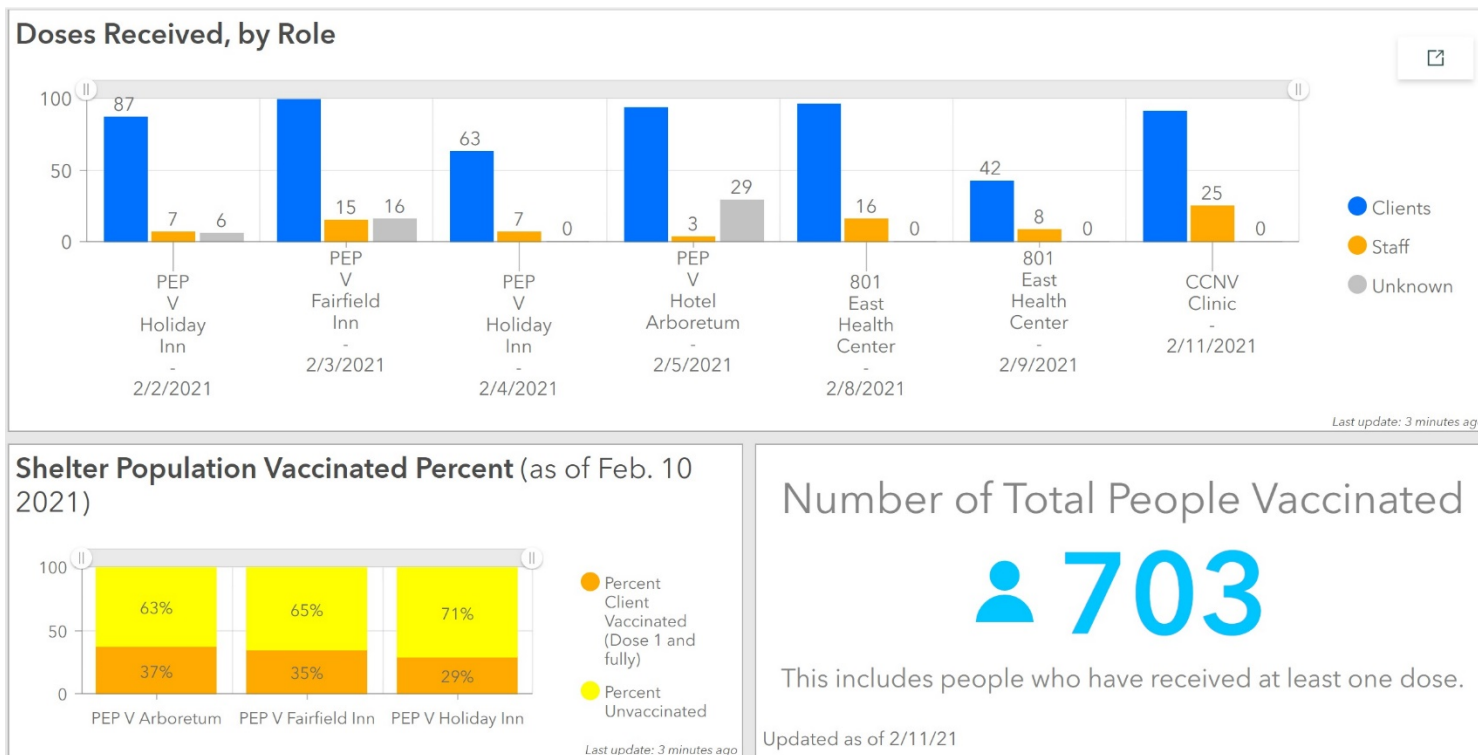 Doses Received, by Role
100
50
0
87
7
6
15
16
63
7
0
3
29
16
0
42
8
0
25
0
PEP
V
Holiday
Inn
-
2/2/2021
PEP
V
Fairfield
Inn
-
2/3/2021
PEP
V
Holiday
Inn
-
2/4/2021
PEP
V
Hotel
Arboretum
-
2/5/2021
801
East
Health
Center
-
2/8/2021
801
East
Health
Center
-
2/9/2021
CCNV
Clinic
-
2/11/2021
Clients
Staff
Unknown
Last update: 3 minutes ag
Shelter Population Vaccinated Percent (as of Feb. 10
2021)
100
50
0
63%
65%
71%
37%
35%
29%
PEP V Arboretum
PEP V Fairfield Inn
PEP V Holiday Inn
Percent
Client
Vaccinated
(Dose 1 and
fully)
Percent
Unvaccinated
Last update: 3 minutes ago
Number of Total People Vaccinated
703
This includes people who have received at least one dose.
Updated as of 2/11/21